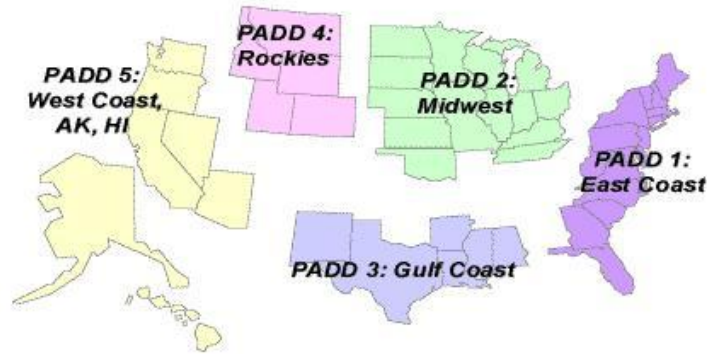 PADD 4:
Rockies
PADD 5:
West Coast,
AK, HI
PADD 2:
Midwest
PADD 1:
East Coast
PADD 3: Gulf Coast